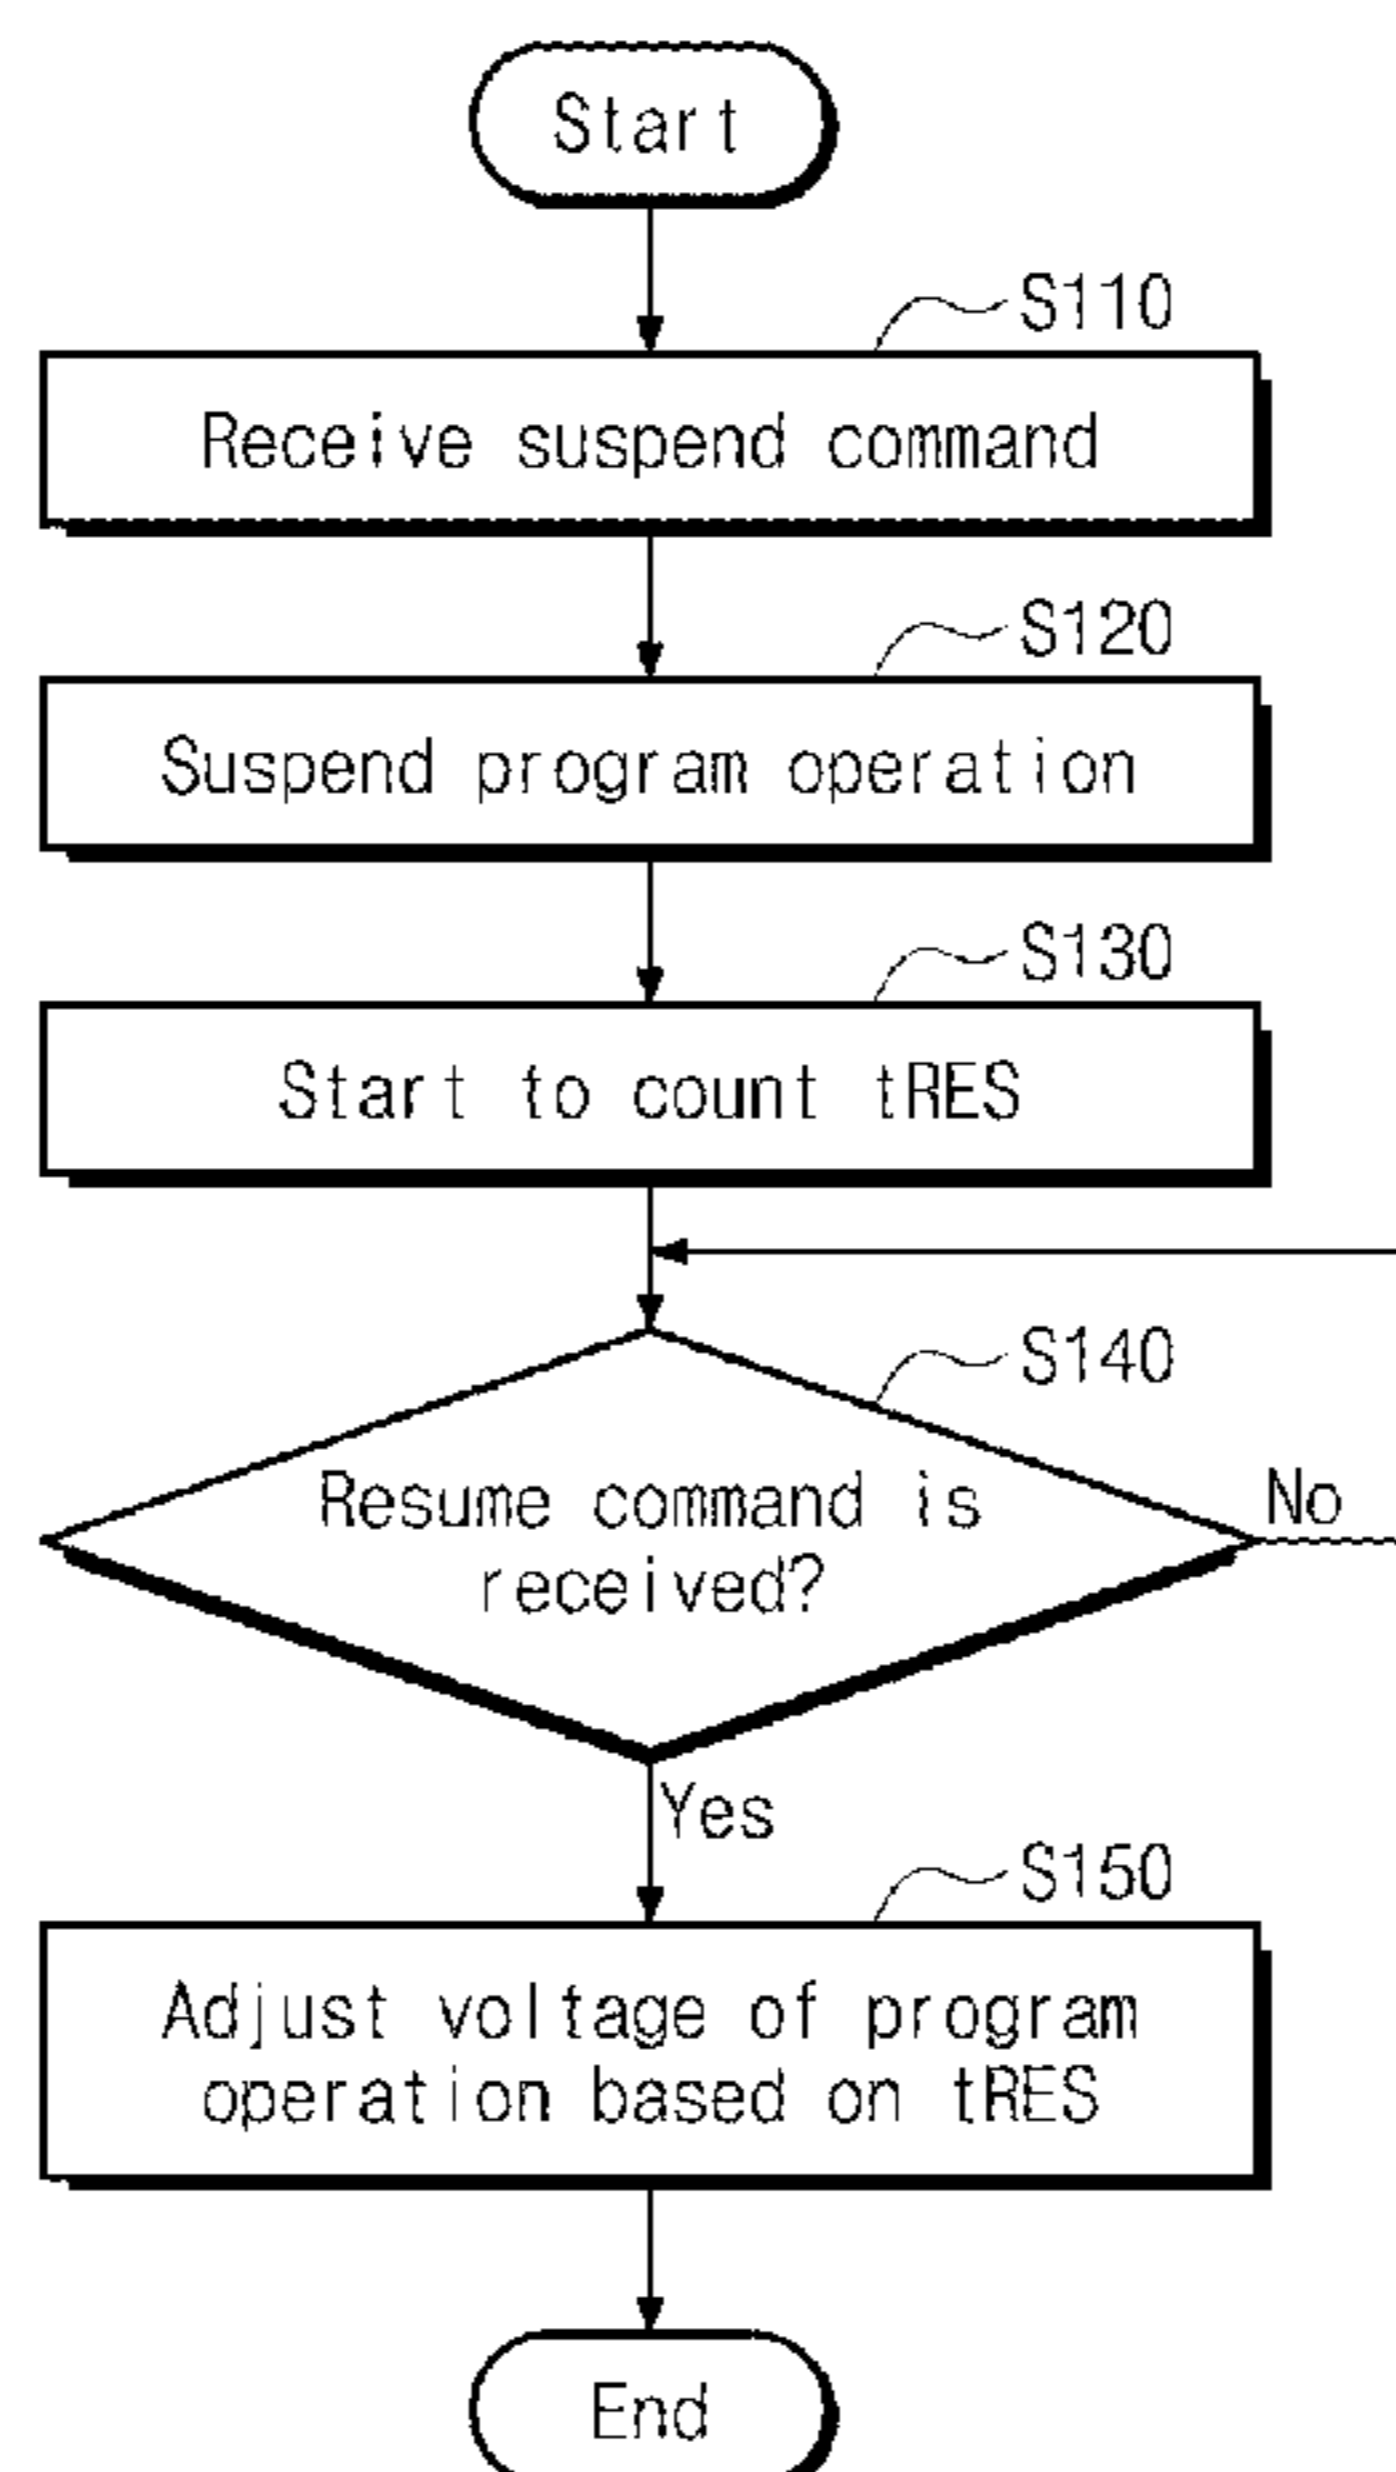 Start
S110
Receive suspend command
S120
Suspend program operation
S130
Start to count tRES
S140
Resume command is
received?
No
Yes
S150
Adjust voltage of program
operation based on tRES
End